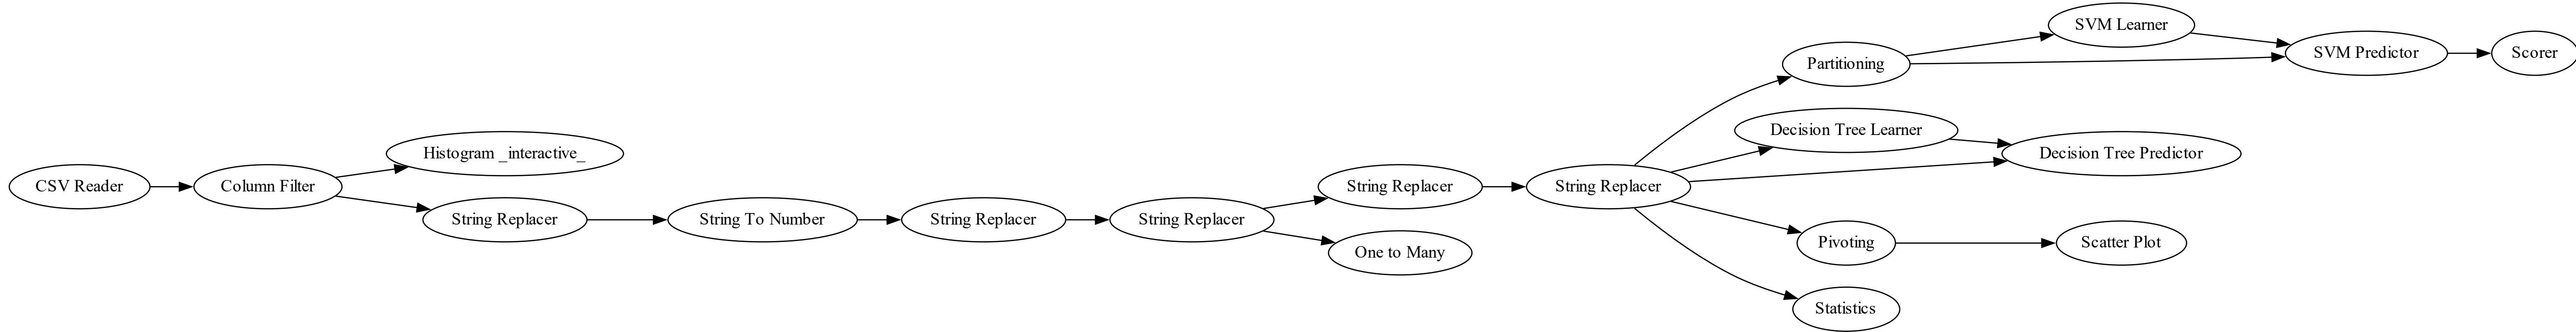 CSV Reader
Column Filter
Histogram _interactive_
String Replacer
String To Number
String Replacer
String Replacer
String Replacer
One to Many
String Replacer
Partitioning
SVM Learner
SVM Predictor
Scorer
Decision Tree Learner
Decision Tree Predictor
Pivoting
Scatter Plot
Statistics